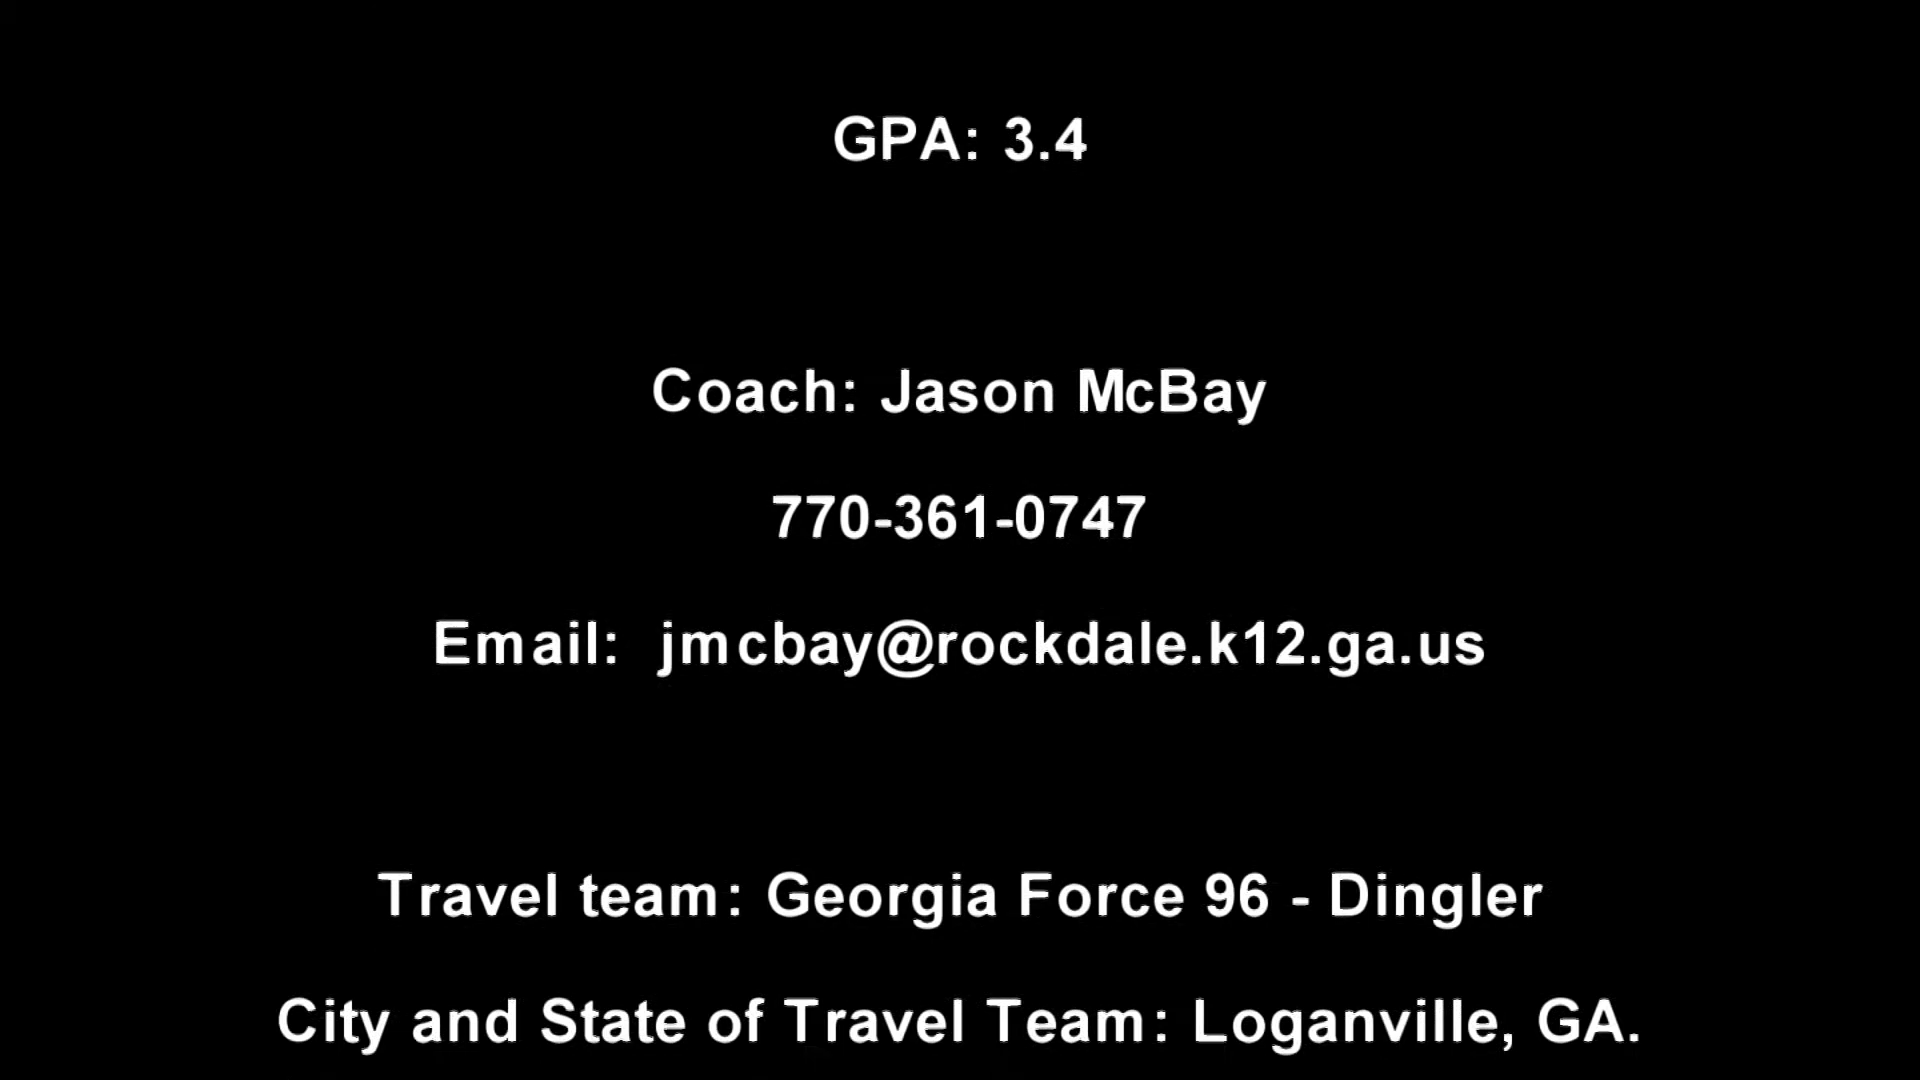 GPA: 3.4
Coach: Jason McBay
770-361-0747
Email: jmcbay@rockdale.k12.ga.us
Travel team: Georgia Force 96 - Dingler
City and State of Travel Team: Loganville, GA.